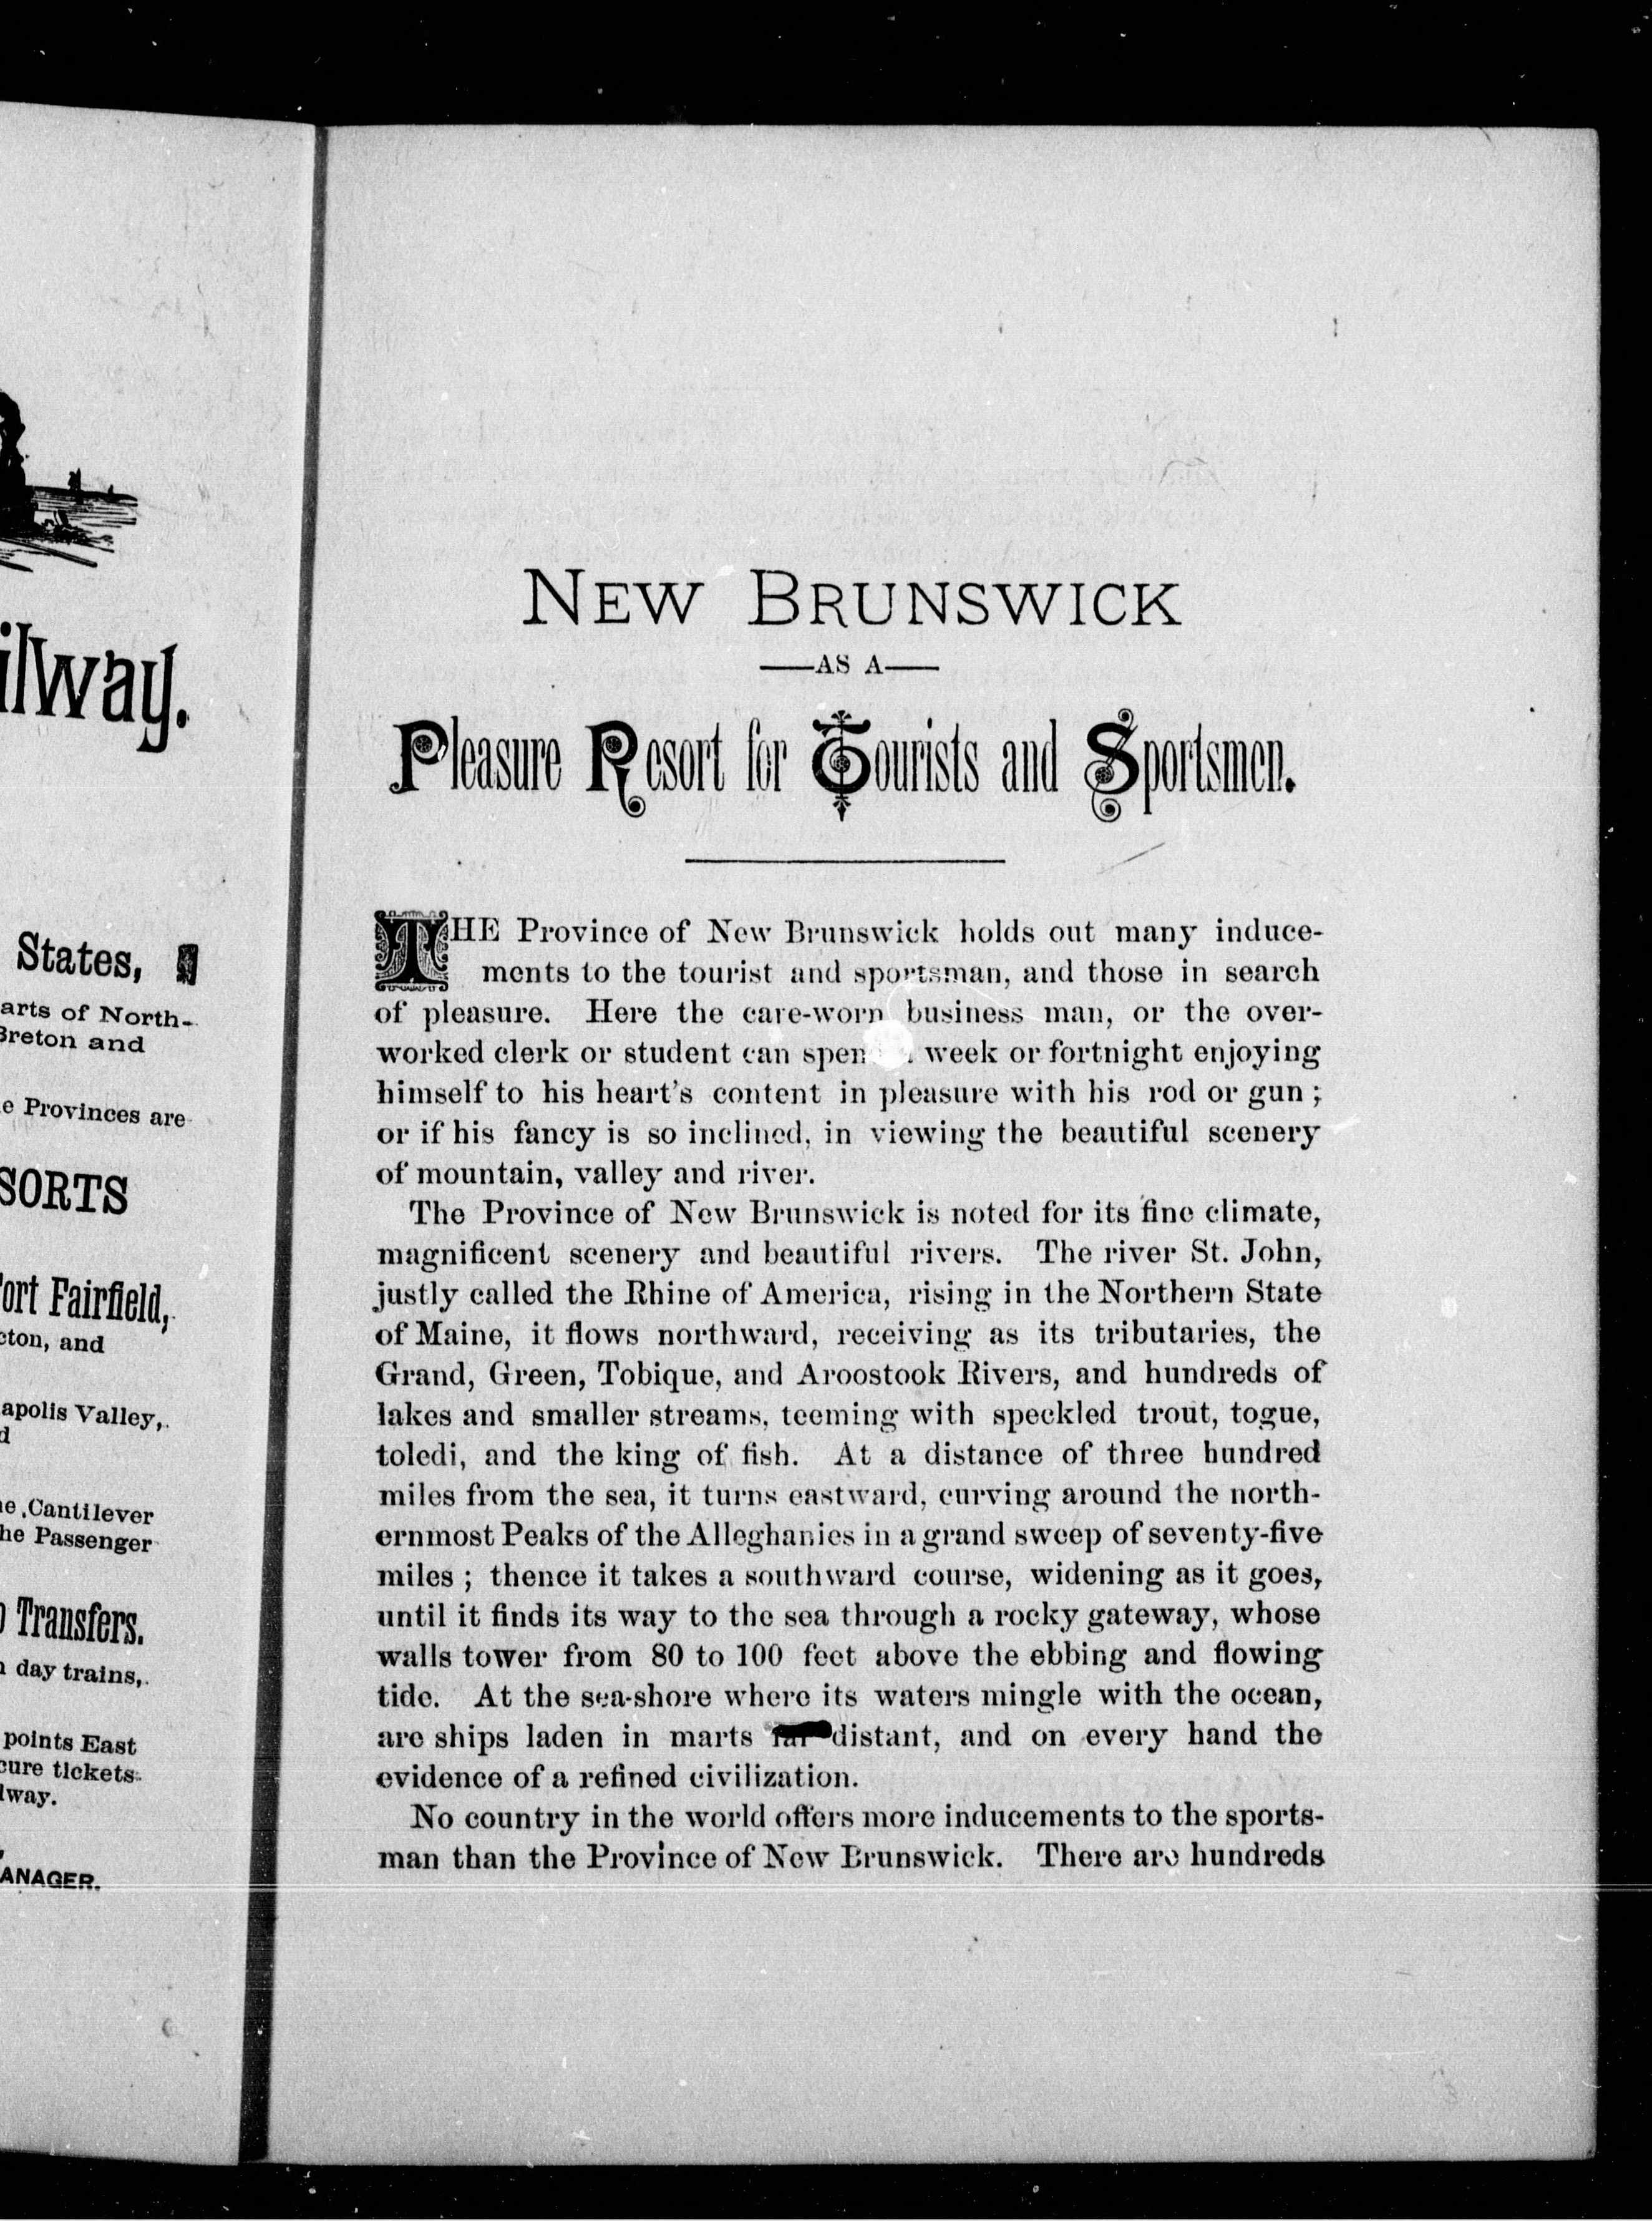 ilway.
States,
arts of North-
Breton and
e Provinces are
SORTS
ort Fairfield,
cton, and
apolis Valley,
d
ne Cantilever
he Passenger
Transfers.
day trains,
points East
cure tickets
lway.
ANAGER.
NEW BRUNSWICK
—AS A—
Pleasure Resort for Tourists and Sportsmen.
THE Province of New Brunswick holds out many induce-
ments to the tourist and sportsman, and those in search
of pleasure. Here the care-worn business man, or the over-
worked clerk or student can week or fortnight enjoying
himself to his heart's content in pleasure with his rod or gun ;
or if his fancy is so inclined, in viewing the beautiful scenery
of mountain, valley and river.
The Province of New Brunswick is noted for its fine climate,
magnificent scenery and beautiful rivers. The river St. John,
justly called the Rhine of America, rising in the Northern State
of Maine, it flows northward, receiving as its tributaries, the
Grand, Green, Tobique, and Aroostook Rivers, and hundreds of
lakes and smaller streams, teeming with speckled trout, togue,
toledi, and the king of fish. At a distance of three hundred
miles from the sea, it turns eastward, curving around the north-
ernmost Peaks of the Alleghanies in a grand sweep of seventy-five
miles ; thence it takes a southward course, widening as it goes,
until it finds its way to the sea through a rocky gateway, whose
walls tower from 80 to 100 feet above the ebbing and flowing
tide. At the sea-shore where its waters mingle with the ocean,
are ships laden in marts far distant, and on every hand the
evidence of a refined civilization.
No country in the world offers more inducements to the sports-
man than the Province of New Brunswick. There are hundreds